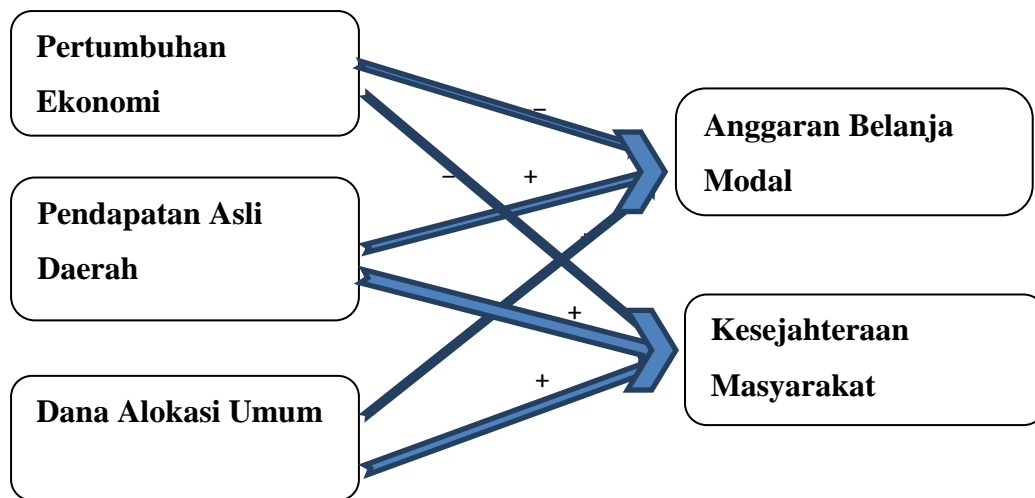 Pertumbuhan
Ekonomi
Anggaran Belanja
Modal
–
–
+
Pendapatan Asli
Daerah
+
Kesejahteraan
Masyarakat
+
Dana Alokasi Umum